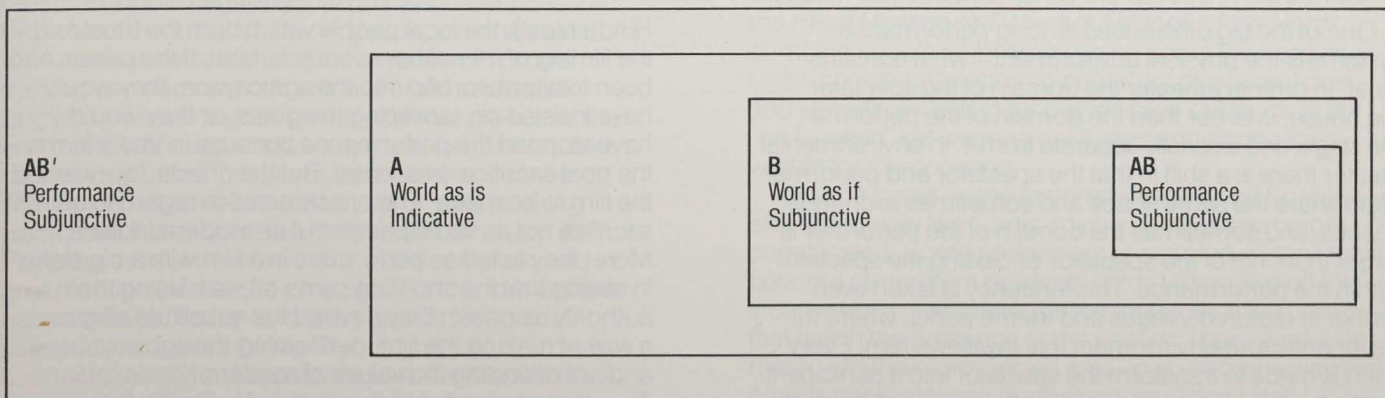 AB'
Performance
Subjunctive
A
World as is
Indicative
B
World as if
Subjunctive
AB
Performance
Subjunctive